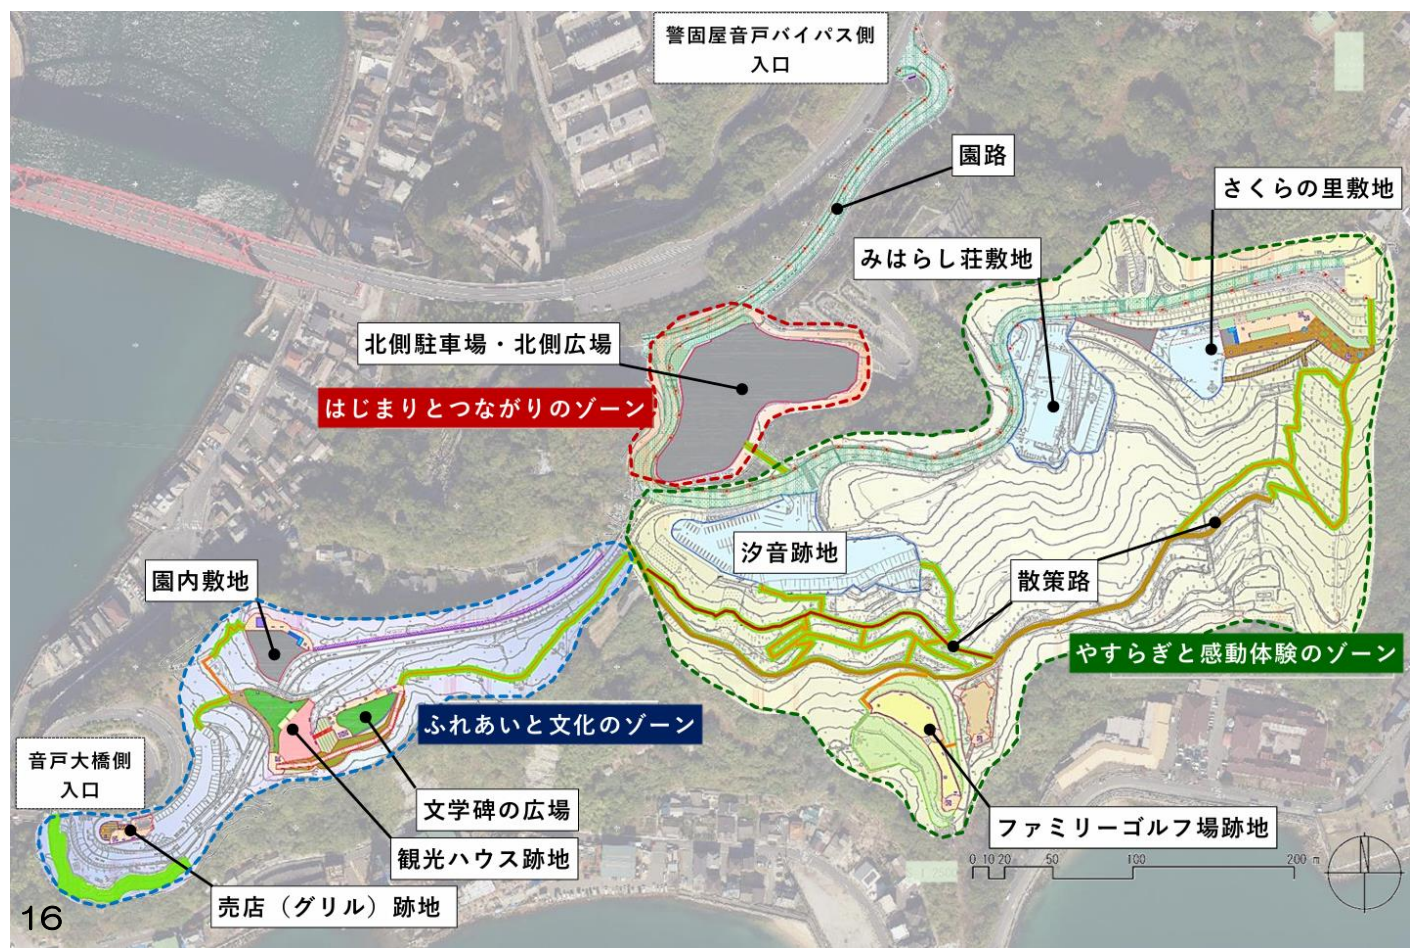 警固屋音戸バイパス側
入口
園路
さくらの里敷地
みはらし荘敷地
北側駐車場・北側広場
はじまりとつながりのゾーン
汐音跡地
散策路
園内敷地
やすらぎと感動体験のゾーン
ふれあいと文化のゾーン
音戸大橋側
入口
文学碑の広場
ファミリーゴルフ場跡地
観光ハウス跡地
0 10 20 50 100 200 m
N
売店（グリル）跡地
16